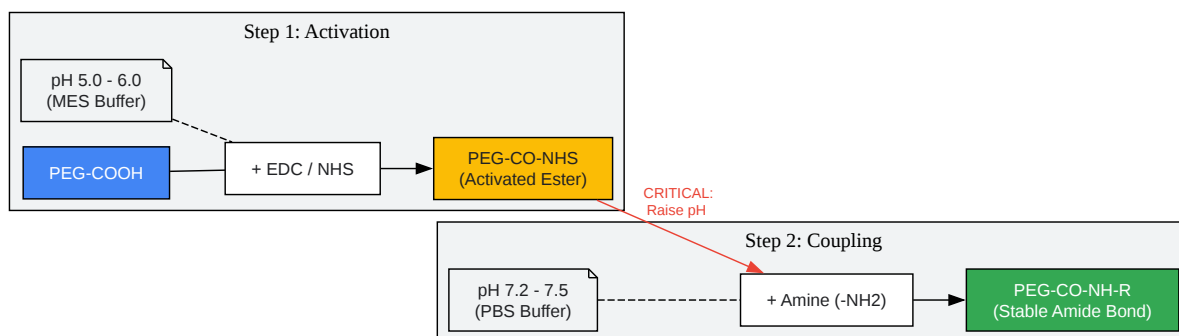 Step 1: Activation
pH 5.0 - 6.0
(MES Buffer)
PEG-COOH
+ EDC / NHS
PEG-CO-NHS
(Activated Ester)
CRITICAL:
Raise pH
Step 2: Coupling
pH 7.2 - 7.5
(PBS Buffer)
+ Amine (-NH2)
PEG-CO-NH-R
(Stable Amide Bond)